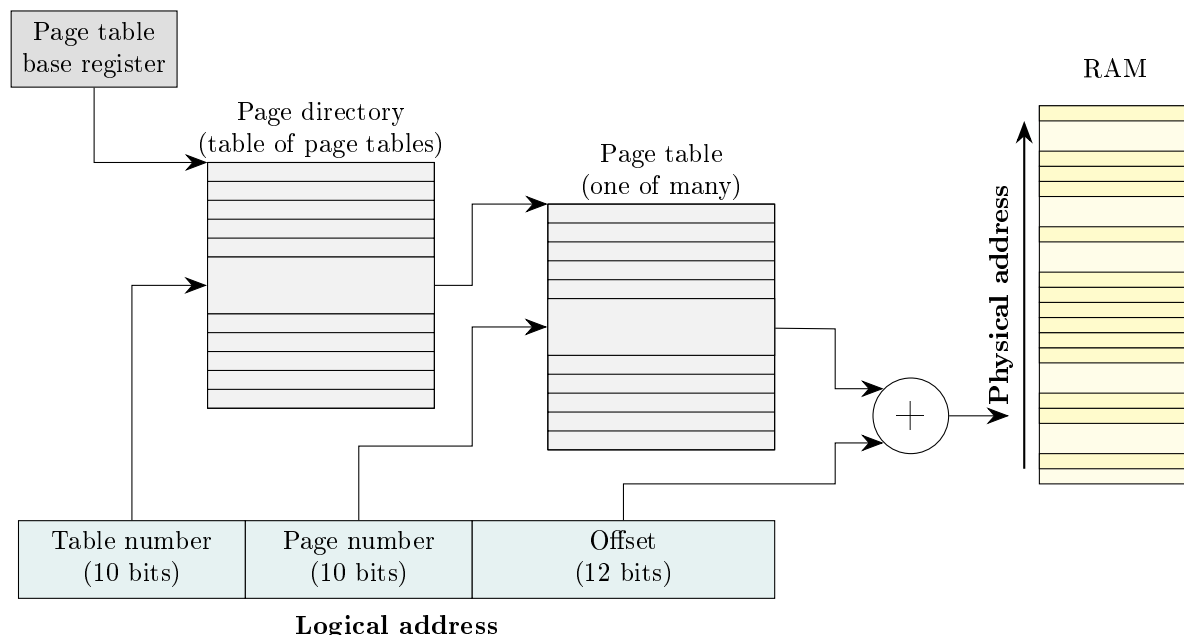 Page table
base register
Page directory
(table of page tables)
Page table
(one of many)
RAM
Physical address
+
Table number
(10 bits)
Page number
(10 bits)
Offset
(12 bits)
Logical address